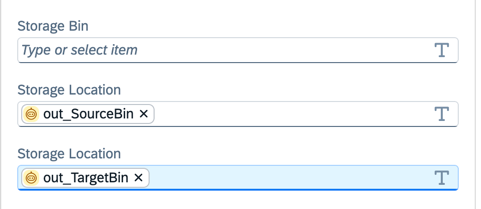 Storage Bin
Type or select item
Storage Location
out_SourceBin
Storage Location
out_TargetBin